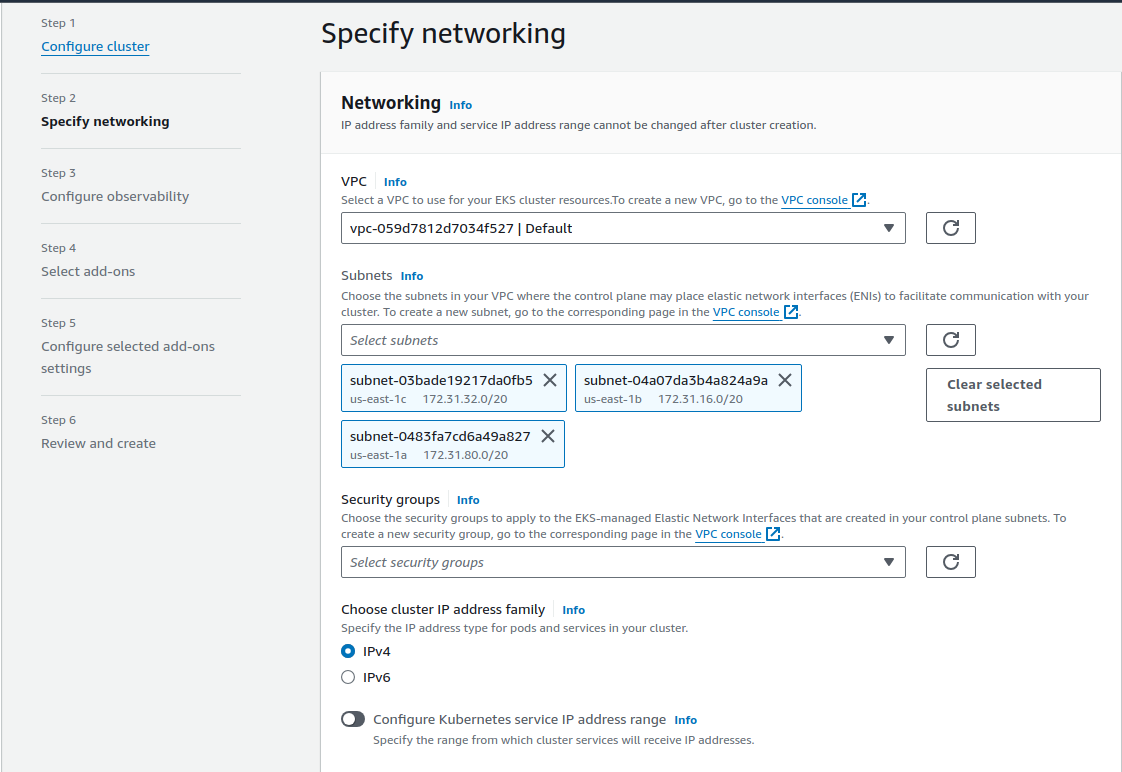 Step 1
Configure cluster
Step 2
Specify networking
Step 3
Configure observability
Step 4
Select add-ons
Step 5
Configure selected add-ons
settings
Step 6
Review and create
Specify networking
Networking Info
IP address family and service IP address range cannot be changed after cluster creation.
VPC Info
Select a VPC to use for your EKS cluster resources.To create a new VPC, go to the VPC console.
vpc-059d7812d7034f527 | Default
Subnets Info
Choose the subnets in your VPC where the control plane may place elastic network interfaces (ENIs) to facilitate communication with your
cluster. To create a new subnet, go to the corresponding page in the VPC console.
Select subnets
subnet-03bade19217da0fb5
us-east-1c 172.31.32.0/20
subnet-04a07da3b4a824a9a
us-east-1b 172.31.16.0/20
Clear selected
subnets
subnet-0483fa7cd6a49a827
us-east-1a 172.31.80.0/20
Security groups Info
Choose the security groups to apply to the EKS-managed Elastic Network Interfaces that are created in your control plane subnets. To
create a new security group, go to the corresponding page in the VPC console.
Select security groups
Choose cluster IP address family Info
Specify the IP address type for pods and services in your cluster.
IPv4
IPv6
Configure Kubernetes service IP address range Info
Specify the range from which cluster services will receive IP addresses.